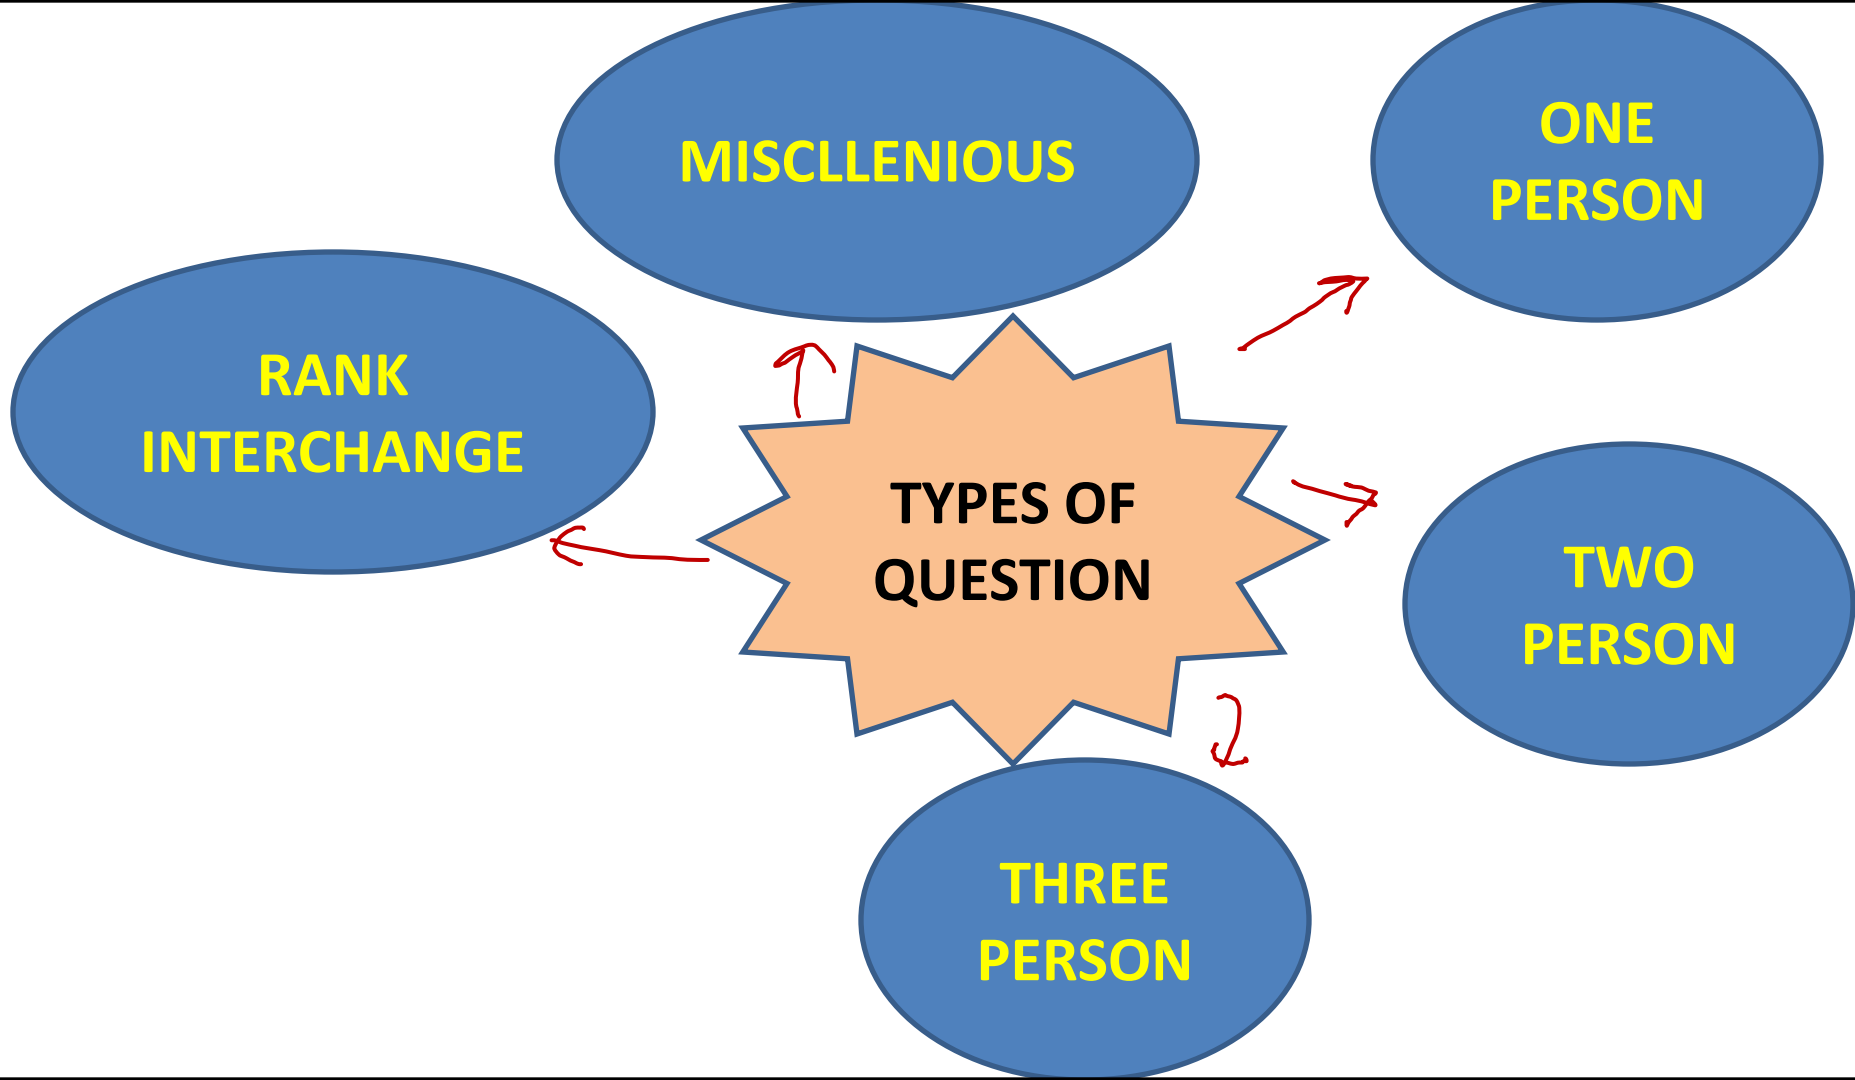 MISCLLENIOUS
ONE
PERSON
RANK
INTERCHANGE
TYPES OF
QUESTION
TWO
PERSON
THREE
PERSON